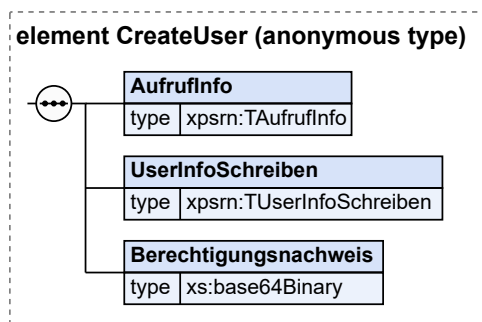 element CreateUser (anonymous type)
AufrufInfo
type xpsrn:TAufrufInfo
UserInfoSchreiben
type xpsrn:TUserInfoSchreiben
Berechtigungsnachweis
type xs:base64Binary